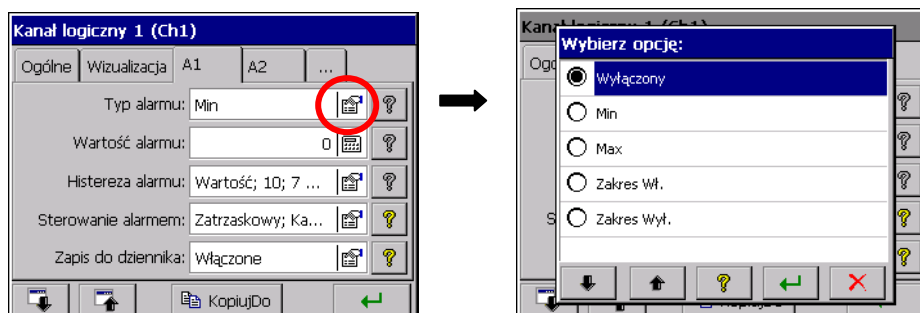 Kanał logiczny 1 (Ch1)
Ogólne Wizualizacja A1 A2 ...
Typ alarmu: Min
Wartość alarmu: 0
Histereza alarmu: Wartość; 10; 7 ...
Sterowanie alarmem: Zatrzaskowy; Ka...
Zapis do dziennika: Włączone
KopiujDo
Wybierz opcję:
Wyłączony
Min
Max
Zakres Wł.
Zakres Wył.